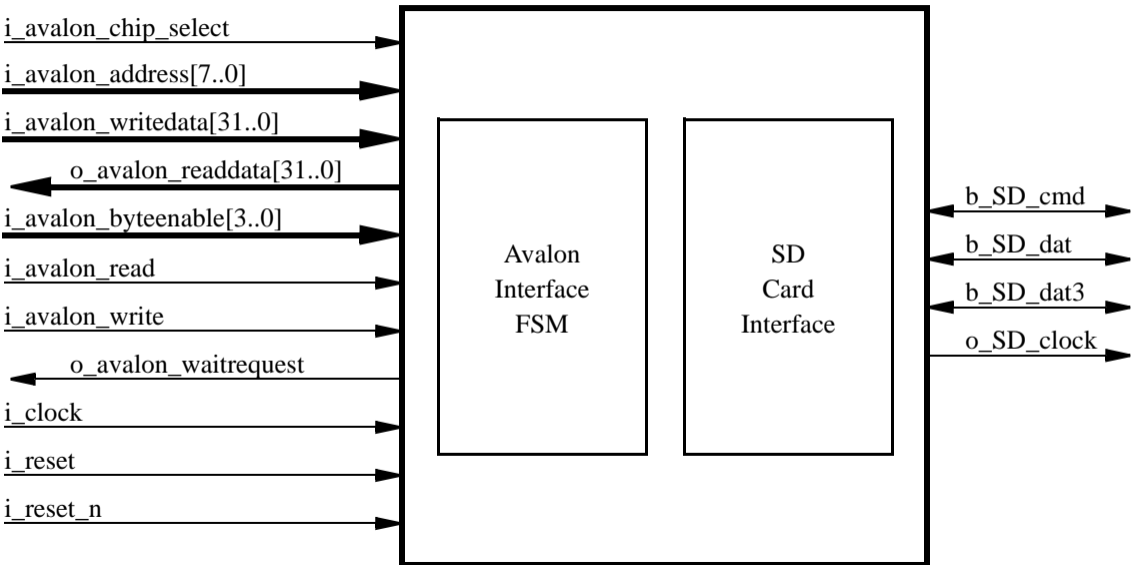 i_avalon_chip_select
i_avalon_address[7..0]
i_avalon_writedata[31..0]
o_avalon_readdata[31..0]
i_avalon_byteenable[3..0]
i_avalon_read
i_avalon_write
o_avalon_waitrequest
i_clock
i_reset
i_reset_n
Avalon
Interface
FSM
SD
Card
Interface
b_SD_cmd
b_SD_dat
b_SD_dat3
o_SD_clock